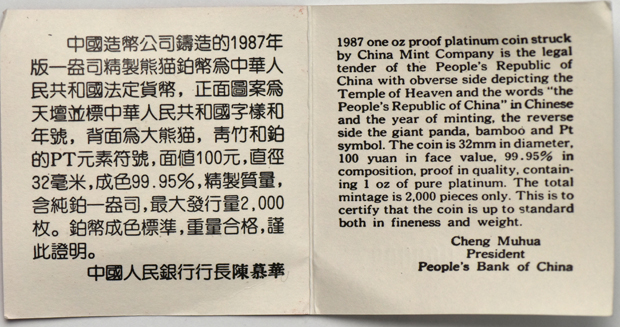 中國造幣公司鑄造的1987年
版一盎司精製熊猫鉑幣為中華人
民共和國法定貨幣，正面圖案為
天壇並標中華人民共和國字樣和
年號，背面為大熊猫，靑竹和鉑
的PT元素符號，面値100元，直徑
32毫米，成色99.95%，精製質量，
含純鉑一盎司，最大發行量2,000
枚。鉑幣成色標準，重量合格，謹
此證明。
中國人民銀行行長陳慕華
1987 one oz proof platinum coin struck
by China Mint Company is the legal
tender of the People's Republic of
China with obverse side depicting the
Temple of Heaven and the words “the
People's Republic of China” in Chinese
and the year of minting, the reverse
side the giant panda, bamboo and Pt
symbol. The coin is 32mm in diameter,
100 yuan in face value, 99.95% in
composition, proof in quality, contain-
ing 1 oz of pure platinum. The total
mintage is 2,000 pieces only. This is to
certify that the coin is up to standard
both in fineness and weight.
Cheng Muhua
President
People's Bank of China